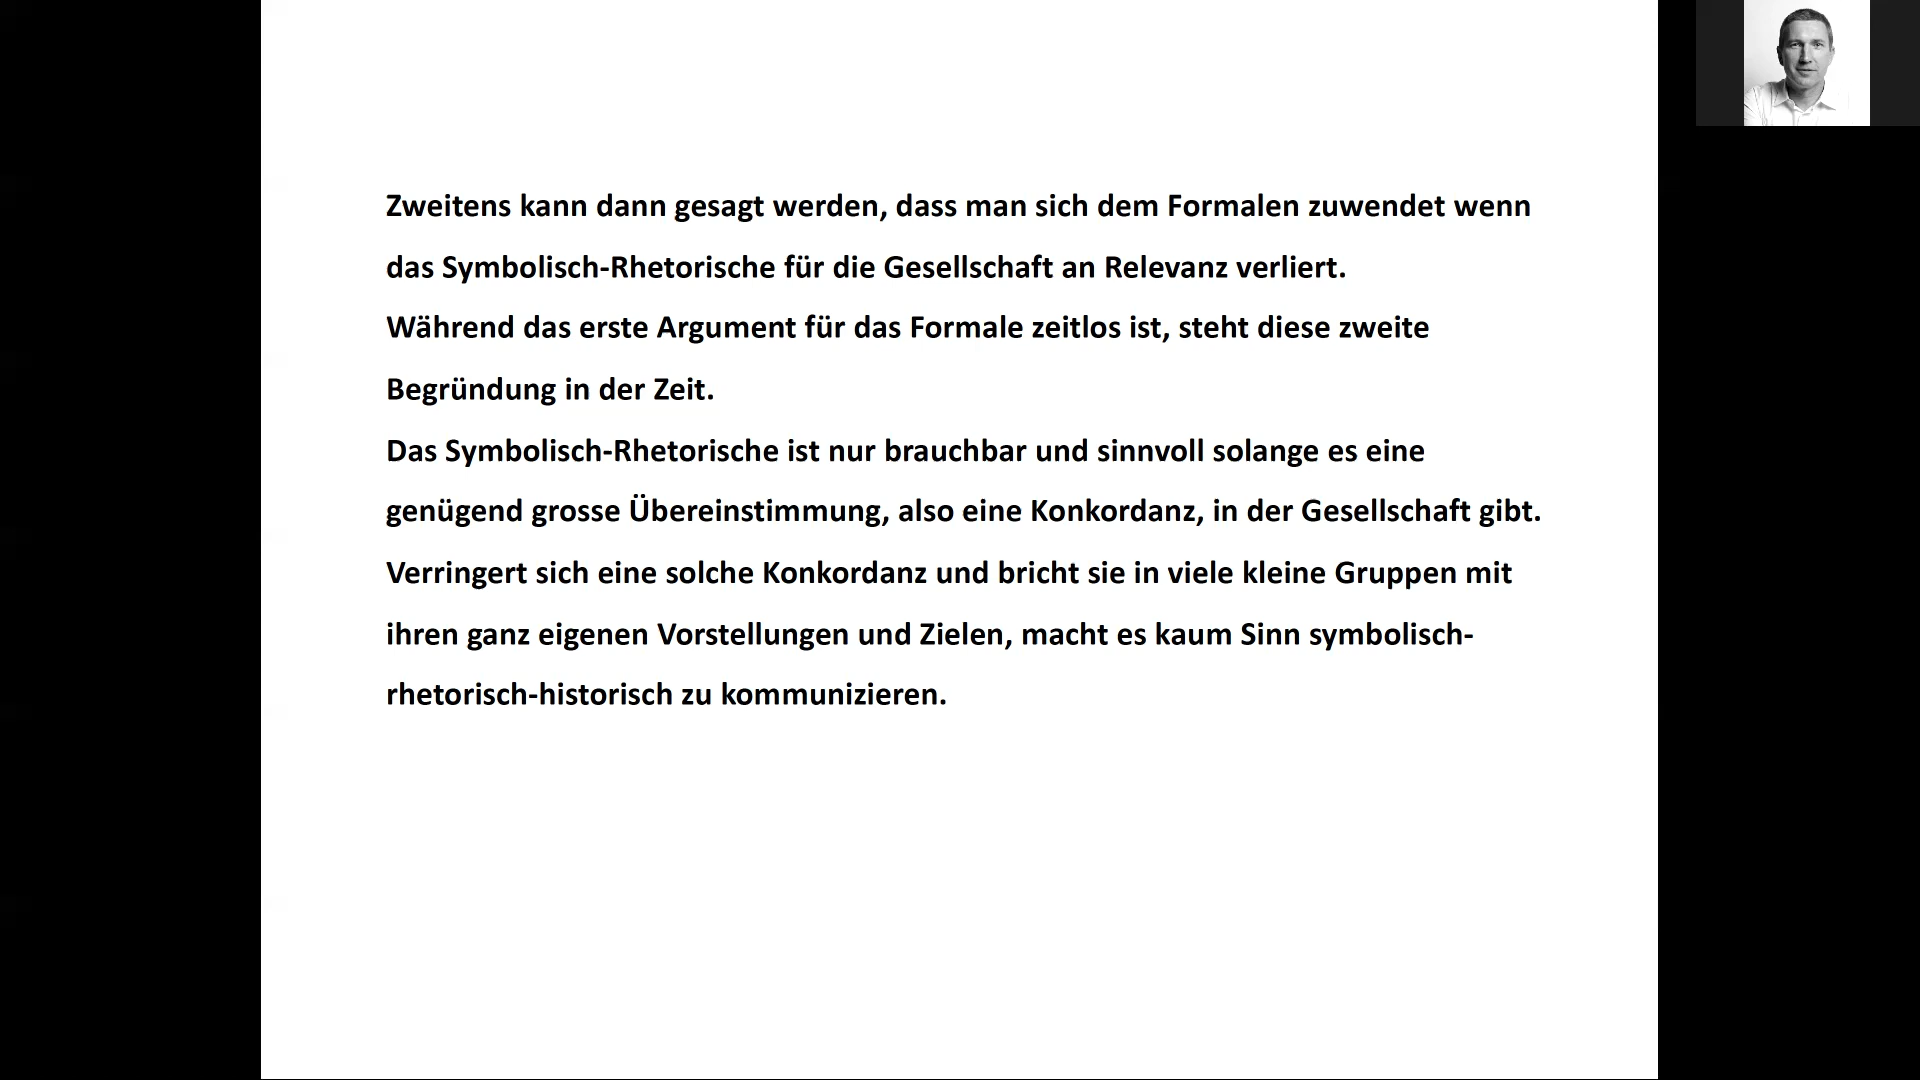 Zweitens kann dann gesagt werden, dass man sich dem Formalen zuwendet wenn
das Symbolisch-Rhetorische für die Gesellschaft an Relevanz verliert.
Während das erste Argument für das Formale zeitlos ist, steht diese zweite
Begründung in der Zeit.
Das Symbolisch-Rhetorische ist nur brauchbar und sinnvoll solange es eine
genügend grosse Übereinstimmung, also eine Konkordanz, in der Gesellschaft gibt.
Verringert sich eine solche Konkordanz und bricht sie in viele kleine Gruppen mit
ihren ganz eigenen Vorstellungen und Zielen, macht es kaum Sinn symbolisch-
rhetorisch-historisch zu kommunizieren.